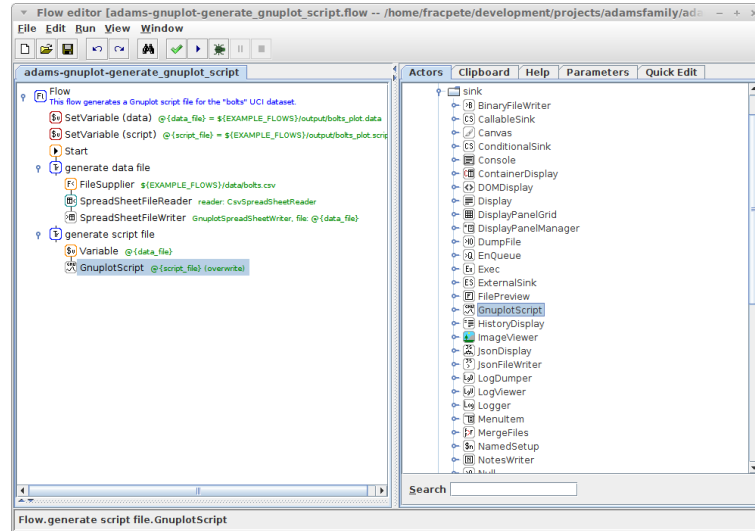 Flow editor [adams-gnuplot-generate_gnuplot_script.flow -- /home/fracpete/development/projects/adamsfamily/ada
File Edit Run View Window
adams-gnuplot-generate_gnuplot_script
Flow
This flow generates a Gnuplot script file for the "bolts" UCI dataset.
SetVariable (data) @{data_file} = ${EXAMPLE_FLOWS}/output/bolts_plot.data
SetVariable (script) @{script_file} = ${EXAMPLE_FLOWS}/output/bolts_plot.scrip
Start
generate data file
FileSupplier ${EXAMPLE_FLOWS}/data/bolts.csv
SpreadSheetFileReader reader: CsvSpreadSheetReader
SpreadSheetFileWriter GnuplotSpreadSheetWriter, file: @{data_file}
generate script file
Variable @{data_file}
GnuplotScript @{script_file} (overwrite)
Actors Clipboard Help Parameters Quick Edit
sink
BinaryFileWriter
CallableSink
Canvas
ConditionalSink
Console
ContainerDisplay
DOMDisplay
Display
DisplayPanelGrid
DisplayPanelManager
DumpFile
EnQueue
Exec
ExternalSink
FilePreview
GnuplotScript
HistoryDisplay
ImageViewer
JsonDisplay
JsonFileWriter
LogDumper
LogViewer
Logger
MenuItem
MergeFiles
NamedSetup
NotesWriter
Null
Search
Flow.generate script file.GnuplotScript